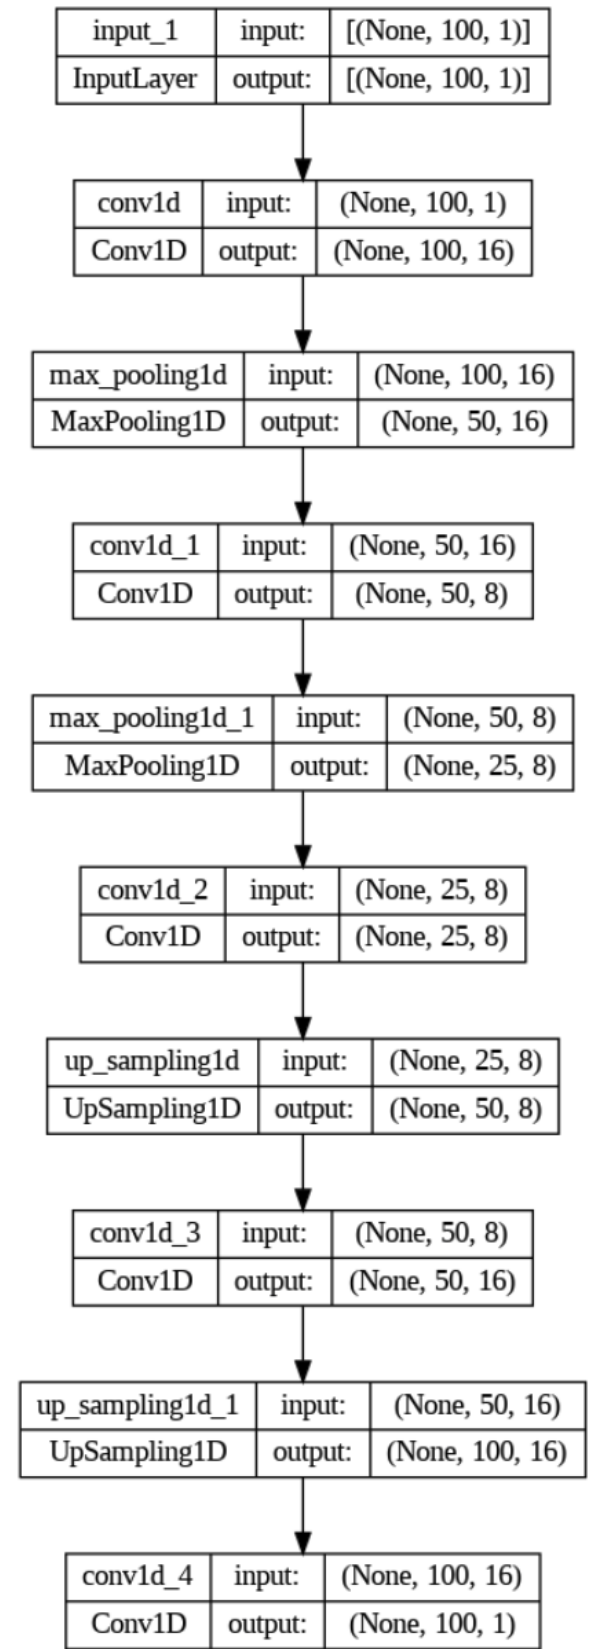 input_1 input: [(None, 100, 1)]
InputLayer output: [(None, 100, 1)]
conv1d input: (None, 100, 1)
Conv1D output: (None, 100, 16)
max_pooling1d input: (None, 100, 16)
MaxPooling1D output: (None, 50, 16)
conv1d_1 input: (None, 50, 16)
Conv1D output: (None, 50, 8)
max_pooling1d_1 input: (None, 50, 8)
MaxPooling1D output: (None, 25, 8)
conv1d_2 input: (None, 25, 8)
Conv1D output: (None, 25, 8)
up_sampling1d input: (None, 25, 8)
UpSampling1D output: (None, 50, 8)
conv1d_3 input: (None, 50, 8)
Conv1D output: (None, 50, 16)
up_sampling1d_1 input: (None, 50, 16)
UpSampling1D output: (None, 100, 16)
conv1d_4 input: (None, 100, 16)
Conv1D output: (None, 100, 1)